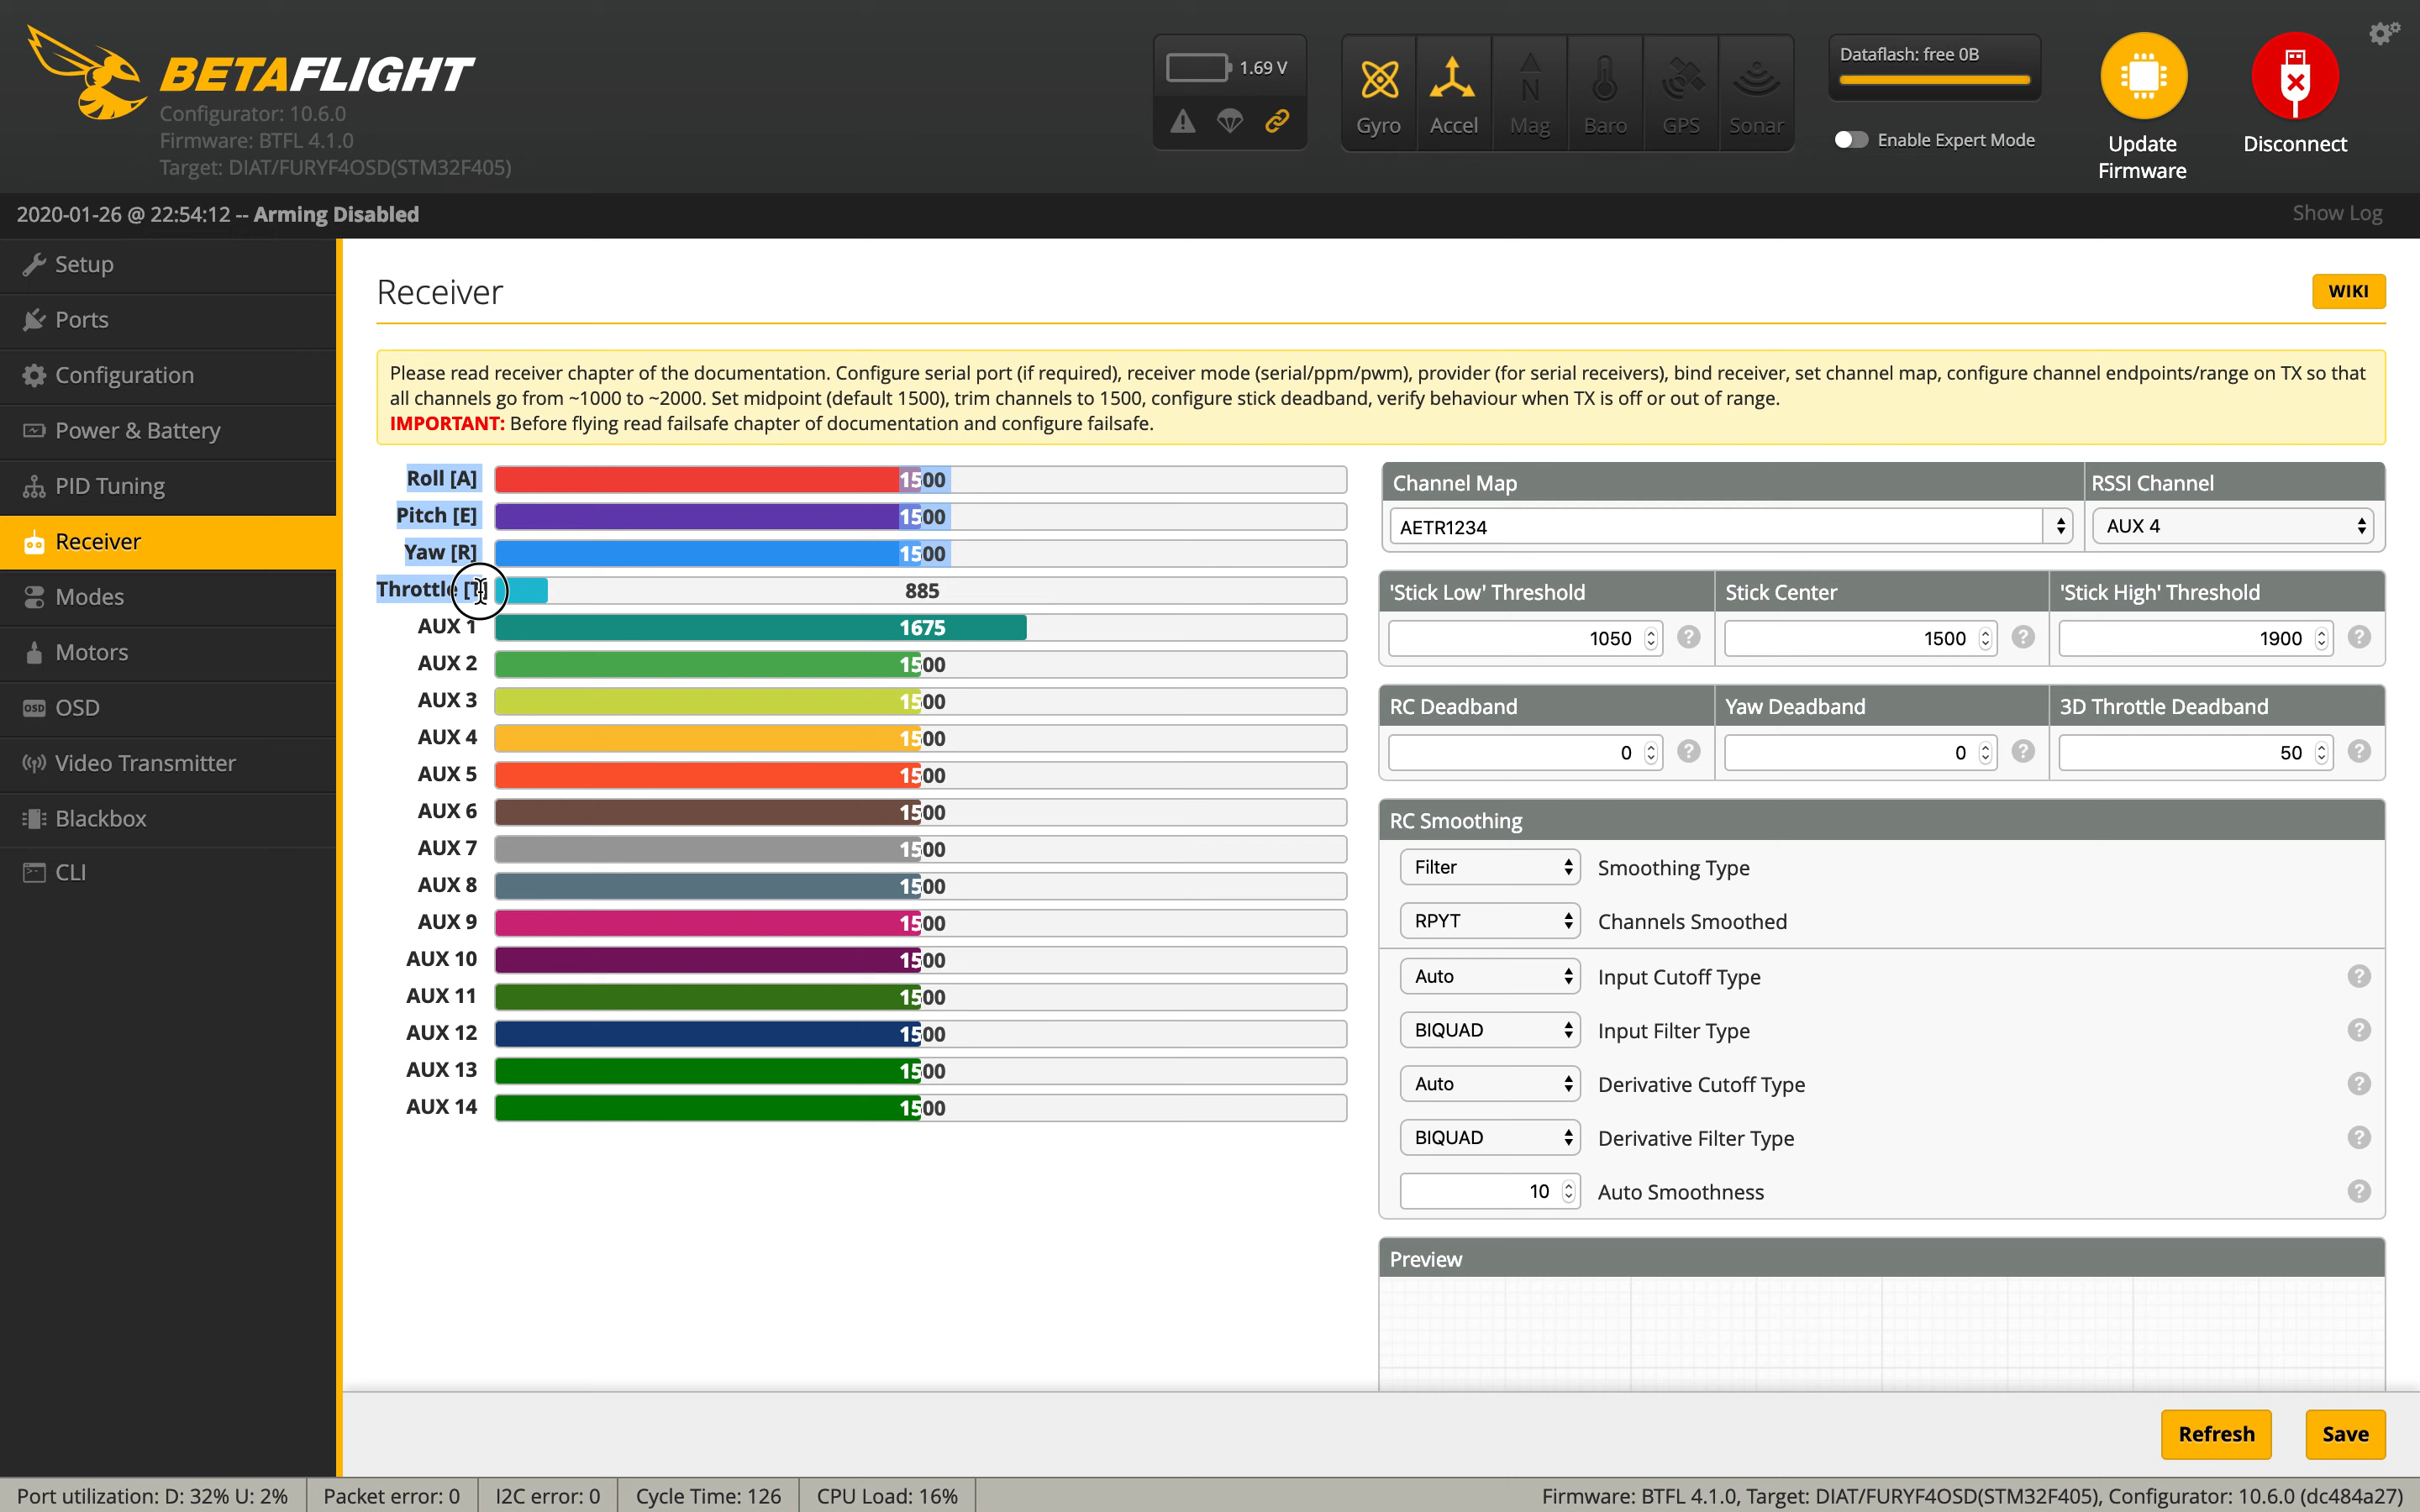 BETAFLIGHT
Configurator: 10.6.0
Firmware: BTFL 4.1.0
Target: DIAT/FURYF4OSD(STM32F405)
1.69 V
Gyro
Accel
N
Mag
Baro
GPS
Sonar
Dataflash: free 0B
Enable Expert Mode
Update
Firmware
Disconnect
2020-01-26 @ 22:54:12 -- Arming Disabled
Show Log
Setup
Ports
Configuration
Power & Battery
PID Tuning
Receiver
Modes
Motors
OSD OSD
Video Transmitter
Blackbox
CLI
Receiver
WIKI
Please read receiver chapter of the documentation. Configure serial port (if required), receiver mode (serial/ppm/pwm), provider (for serial receivers), bind receiver, set channel map, configure channel endpoints/range on TX so that
all channels go from ~1000 to ~2000. Set midpoint (default 1500), trim channels to 1500, configure stick deadband, verify behaviour when TX is off or out of range.
IMPORTANT: Before flying read failsafe chapter of documentation and configure failsafe.
Roll [A] 1500
Pitch [E] 1500
Yaw [R] 1500
Throttle [T] 885
AUX 1 1675
AUX 2 1500
AUX 3 1500
AUX 4 1500
AUX 5 1500
AUX 6 1500
AUX 7 1500
AUX 8 1500
AUX 9 1500
AUX 10 1500
AUX 11 1500
AUX 12 1500
AUX 13 1500
AUX 14 1500
Channel Map RSSI Channel
AETR1234 AUX 4
'Stick Low' Threshold Stick Center 'Stick High' Threshold
1050 ? 1500 ? 1900 ?
RC Deadband Yaw Deadband 3D Throttle Deadband
0 ? 0 ? 50 ?
RC Smoothing
Filter Smoothing Type
RPYT Channels Smoothed
Auto Input Cutoff Type ?
BIQUAD Input Filter Type ?
Auto Derivative Cutoff Type ?
BIQUAD Derivative Filter Type ?
10 Auto Smoothness ?
Preview
Refresh
Save
Port utilization: D: 32% U: 2% Packet error: 0 I2C error: 0 Cycle Time: 126 CPU Load: 16% Firmware: BTFL 4.1.0, Target: DIAT/FURYF4OSD(STM32F405), Configurator: 10.6.0 (dc484a27)